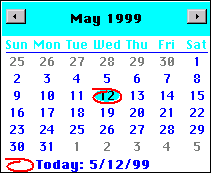 May 1999
Sun Mon Tue Wed Thu Fri Sat
25 26 27 28 29 30 1
2 3 4 5 6 7 8
9 10 11 12 13 14 15
16 17 18 19 20 21 22
23 24 25 26 27 28 29
30 31 1 2 3 4 5
Today: 5/12/99